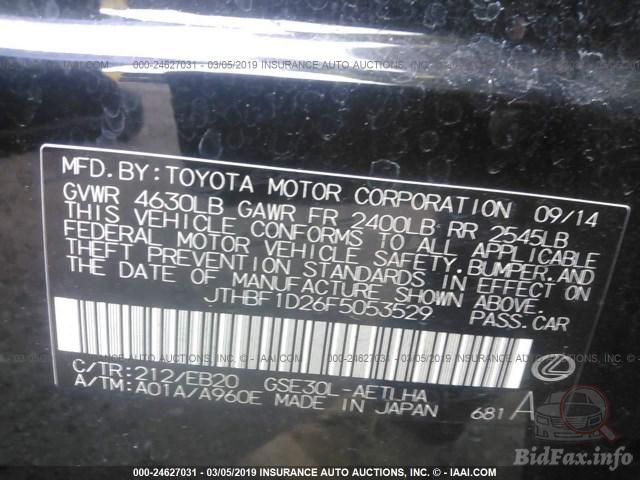 000-24627031 - 03/05/2019 INSURANCE AUTO AUCTIONS, INC. - IAAI.COM
MFD.BY:TOYOTA MOTOR CORPORATION 09/14
GVWR 4630LB GAWR FR 2400LB RR 2545LB
THIS VEHICLE CONFORMS TO ALL APPLICABLE
FEDERAL MOTOR VEHICLE SAFETY,BUMPER,AND
THEFT PREVENTION STANDARDS IN EFFECT ON
THE DATE OF MANUFACTURE SHOWN ABOVE.
JTHBF1D26F5053529 PASS.CAR
C/TR:212/EB20 GSE30L-AETLHA
A/TM:A01A/A960E MADE IN JAPAN 681 A
BidFax.info
000-24627031 - 03/05/2019 INSURANCE AUTO AUCTIONS, INC. - IAAI.COM